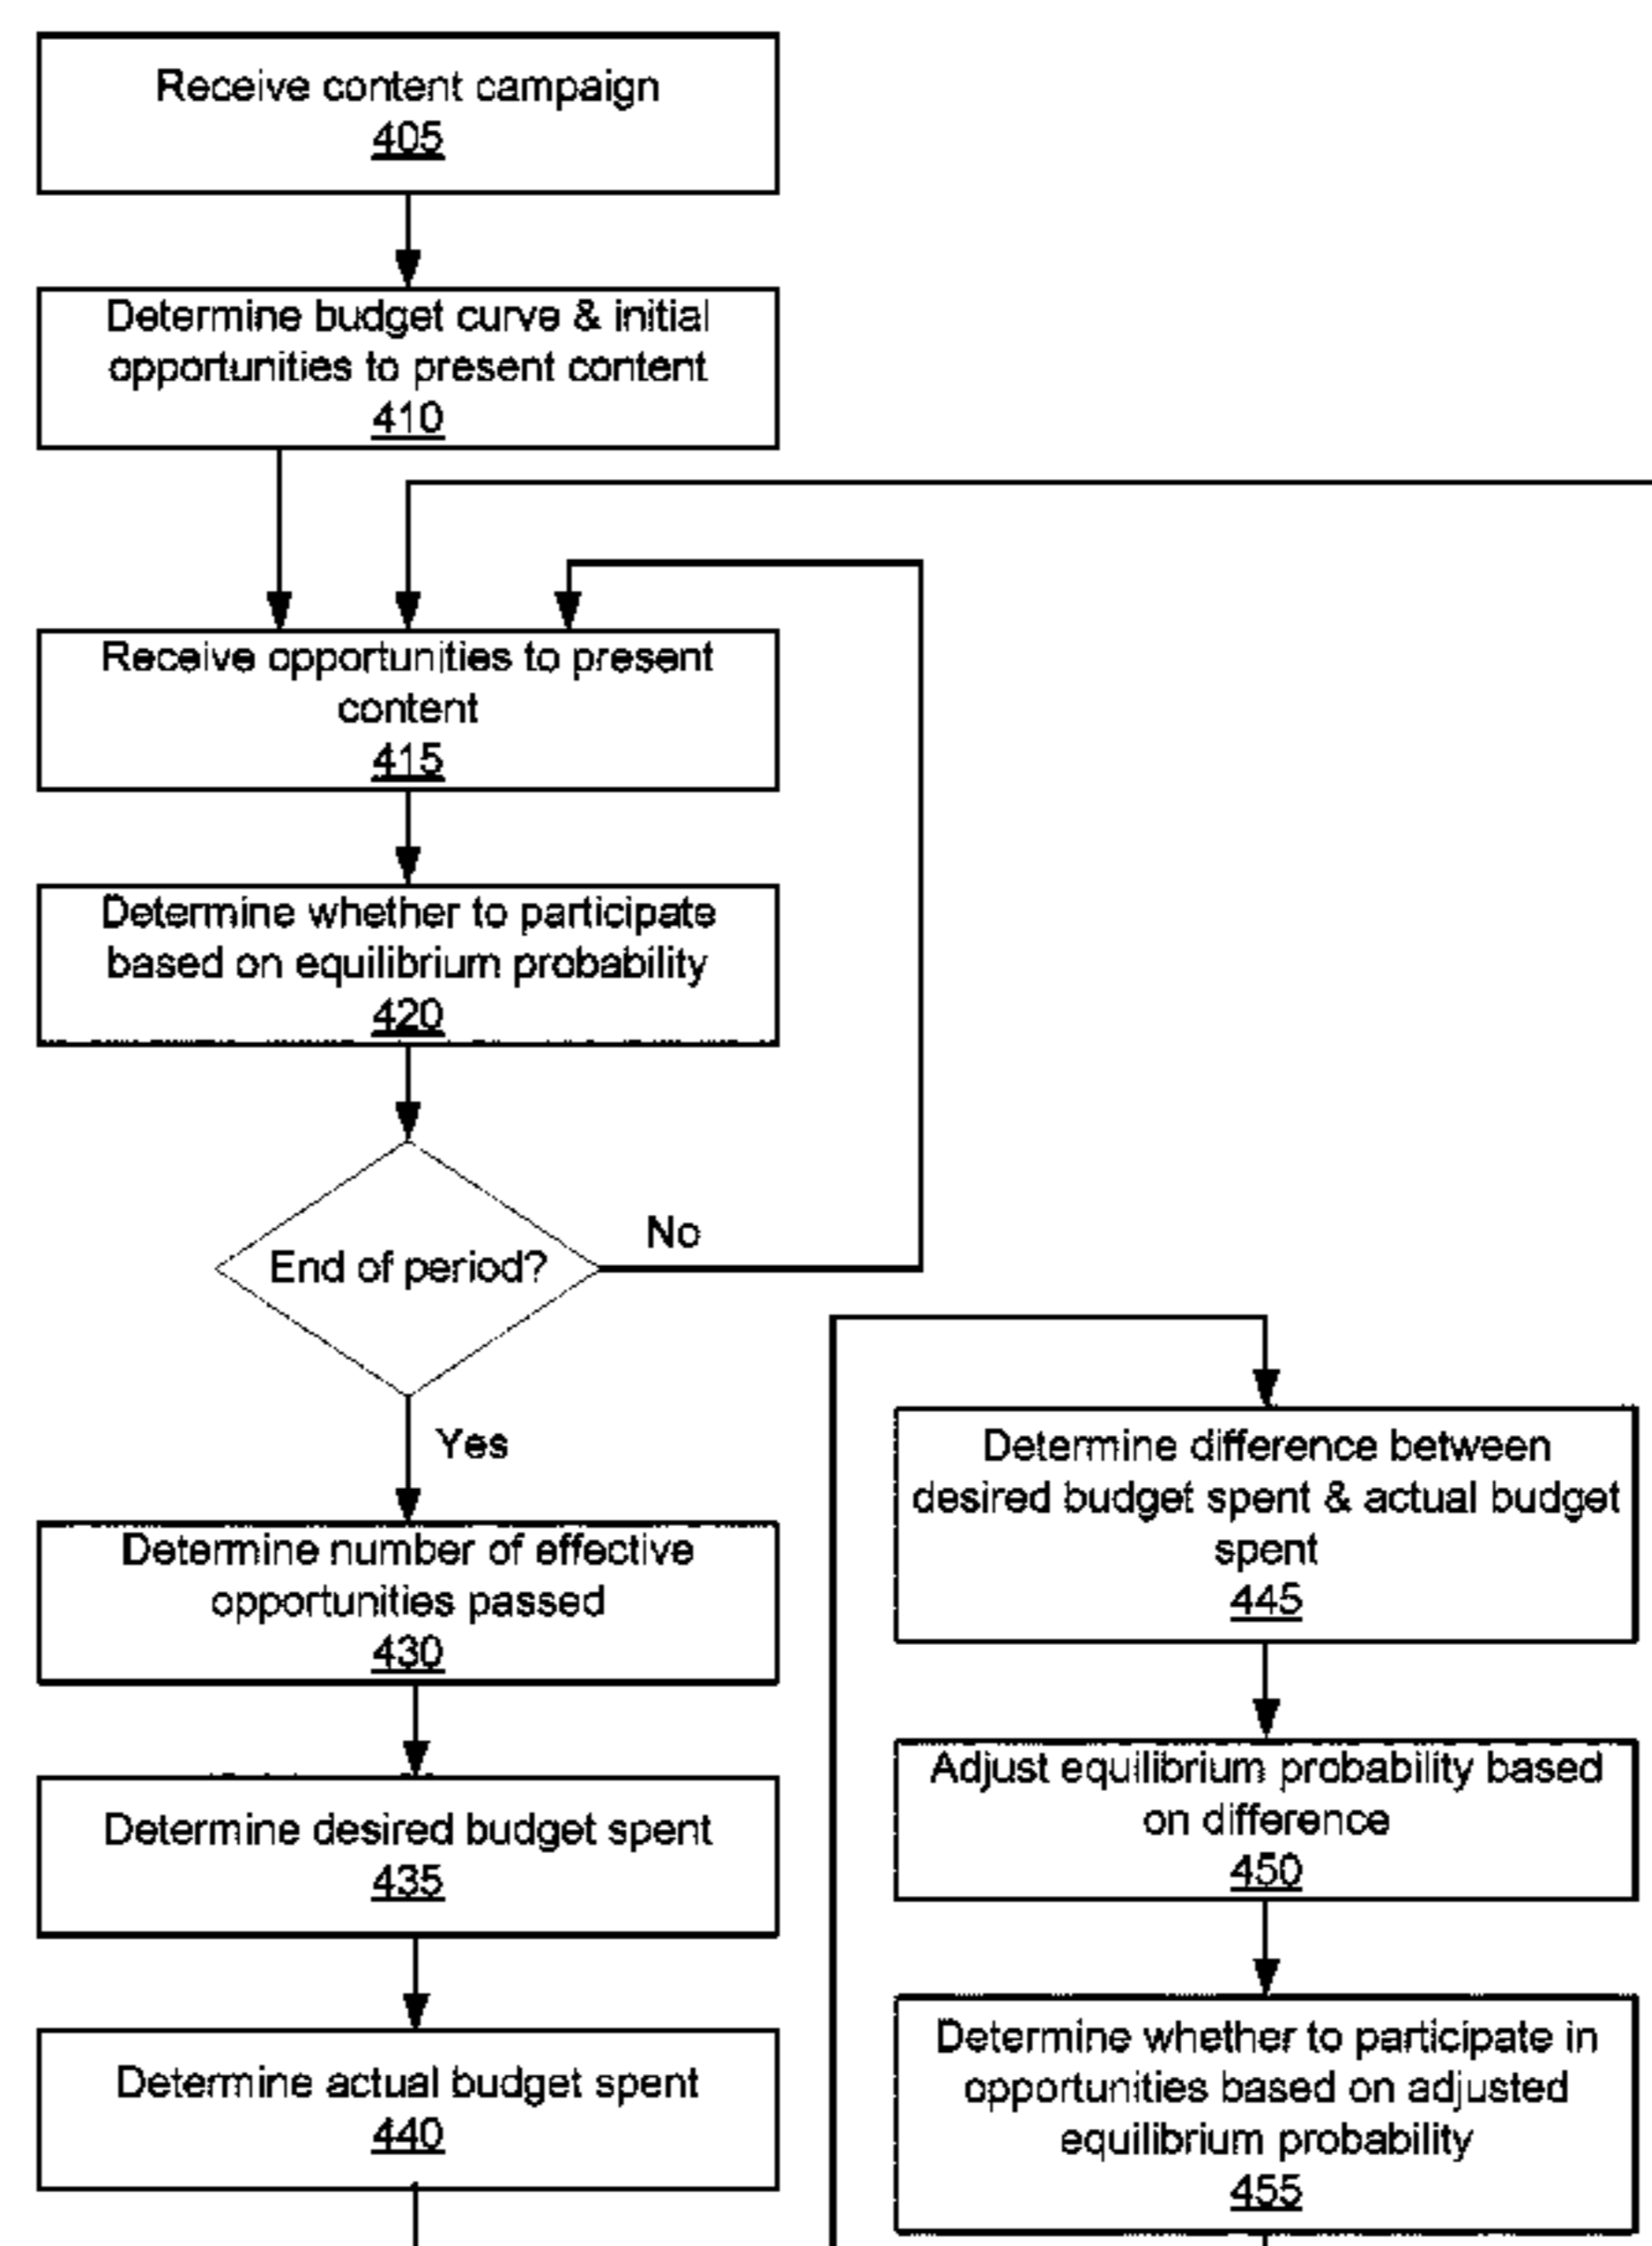 Receive content campaign
405
Determine budget curve & initial
opportunities to present content
410
Receive opportunities to present
content
415
Determine whether to participate
based on equilibrium probability
420
End of period?
No
Yes
Determine number of effective
opportunities passed
430
Determine desired budget spent
435
Determine actual budget spent
440
Determine difference between
desired budget spent & actual budget
spent
445
Adjust equilibrium probability based
on difference
450
Determine whether to participate in
opportunities based on adjusted
equilibrium probability
455